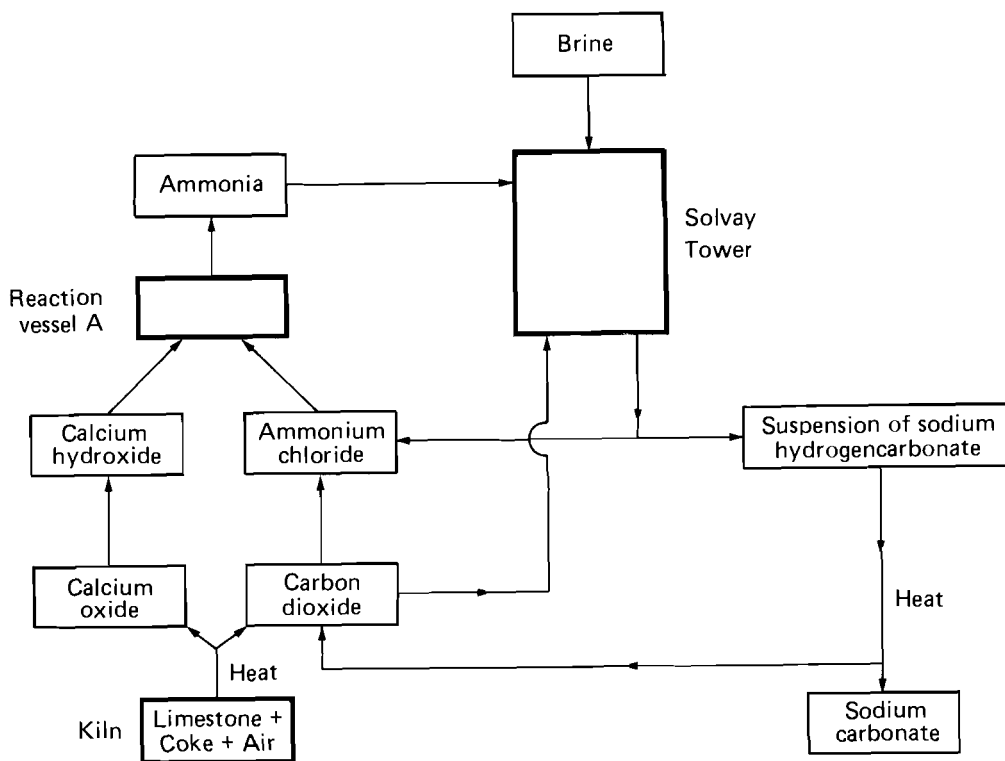 Brine
Ammonia
Solvay
Tower
Reaction
vessel A
Calcium
hydroxide
Ammonium
chloride
Suspension of sodium
hydrogencarbonate
Calcium
oxide
Carbon
dioxide
Heat
Heat
Kiln
Limestone +
Coke + Air
Sodium
carbonate